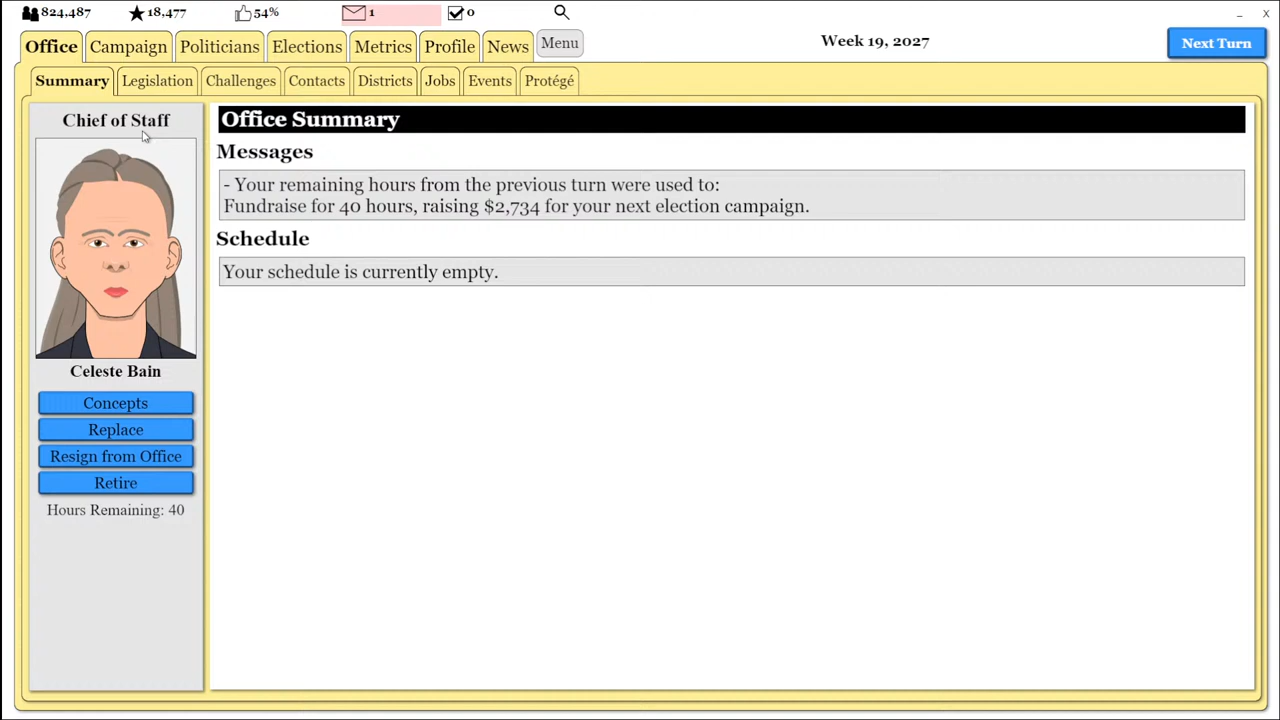 824,487 18,477 54% 1 0
Office Campaign Politicians Elections Metrics Profile News Menu Week 19, 2027 Next Turn
Summary Legislation Challenges Contacts Districts Jobs Events Protégé
Chief of Staff
Celeste Bain
Concepts
Replace
Resign from Office
Retire
Hours Remaining: 40
Office Summary
Messages
- Your remaining hours from the previous turn were used to:
Fundraise for 40 hours, raising $2,734 for your next election campaign.
Schedule
Your schedule is currently empty.